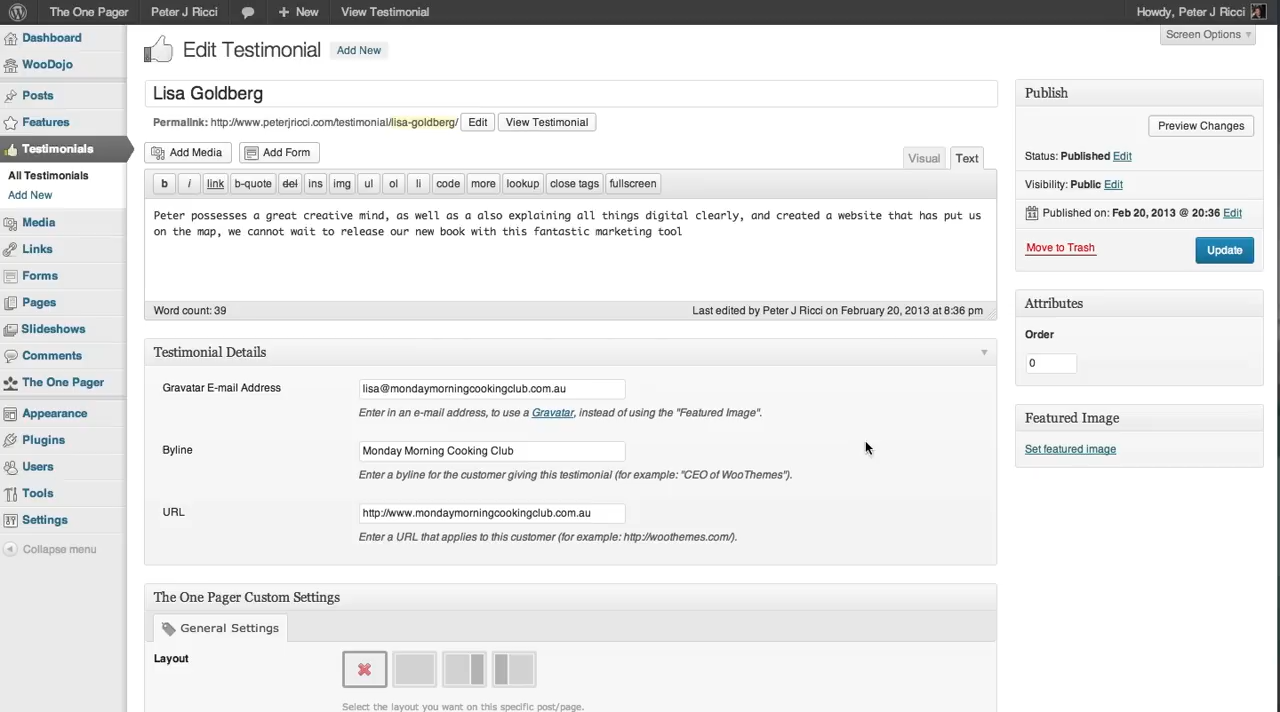 The One Pager
Peter J Ricci
New
View Testimonial
Howdy, Peter J Ricci
Dashboard
WooDojo
Posts
Features
Testimonials
All Testimonials
Add New
Media
Links
Forms
Pages
Slideshows
Comments
The One Pager
Appearance
Plugins
Users
Tools
Settings
Collapse menu
Screen Options
Edit Testimonial
Add New
Lisa Goldberg
Permalink: http://www.peterjricci.com/testimonial/lisa-goldberg/ Edit View Testimonial
Add Media
Add Form
Visual
Text
b i link b-quote del ins img ul ol li code more lookup close tags fullscreen
Peter possesses a great creative mind, as well as a also explaining all things digital clearly, and created a website that has put us
on the map, we cannot wait to release our new book with this fantastic marketing tool
Word count: 39
Last edited by Peter J Ricci on February 20, 2013 at 8:36 pm
Testimonial Details
Gravatar E-mail Address
lisa@mondaymorningcookingclub.com.au
Enter in an e-mail address, to use a Gravatar, instead of using the "Featured Image".
Byline
Monday Morning Cooking Club
Enter a byline for the customer giving this testimonial (for example: "CEO of WooThemes").
URL
http://www.mondaymorningcookingclub.com.au
Enter a URL that applies to this customer (for example: http://woothemes.com/).
The One Pager Custom Settings
General Settings
Layout
Select the layout you want on this specific post/page.
Publish
Preview Changes
Status: Published Edit
Visibility: Public Edit
Published on: Feb 20, 2013 @ 20:36 Edit
Move to Trash
Update
Attributes
Order
0
Featured Image
Set featured image